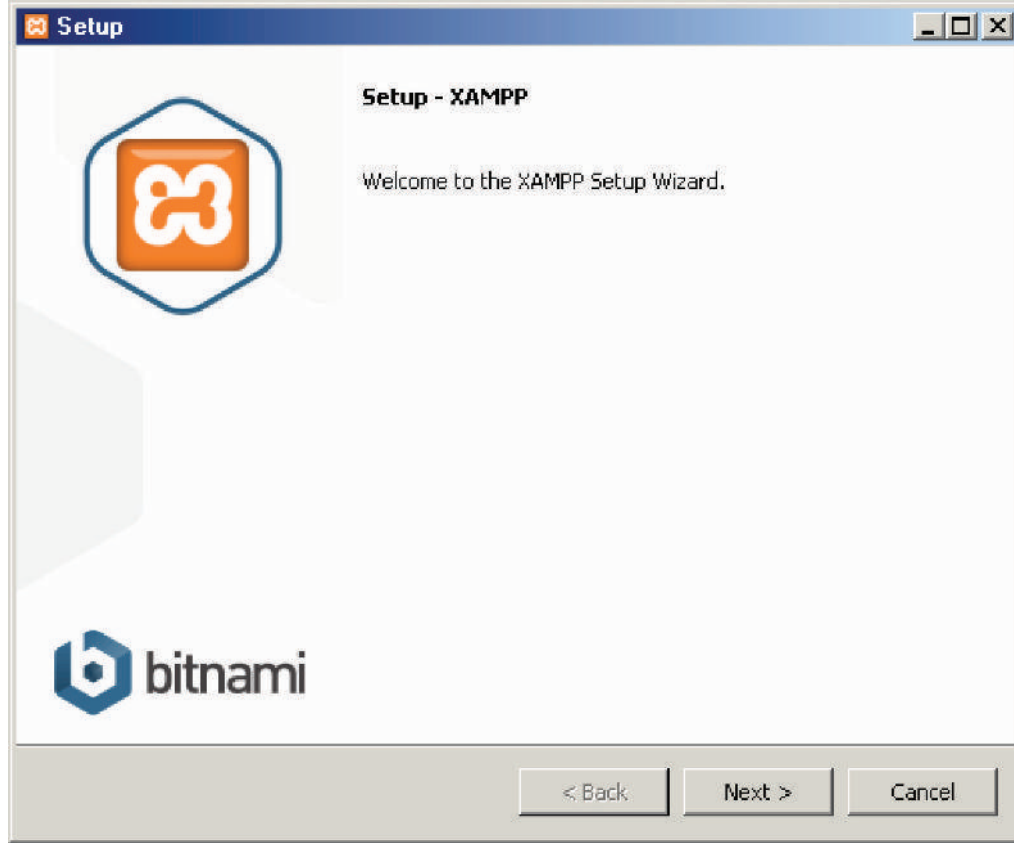 Setup
Setup - XAMPP
Welcome to the XAMPP Setup Wizard.
bitnami
< Back
Next >
Cancel